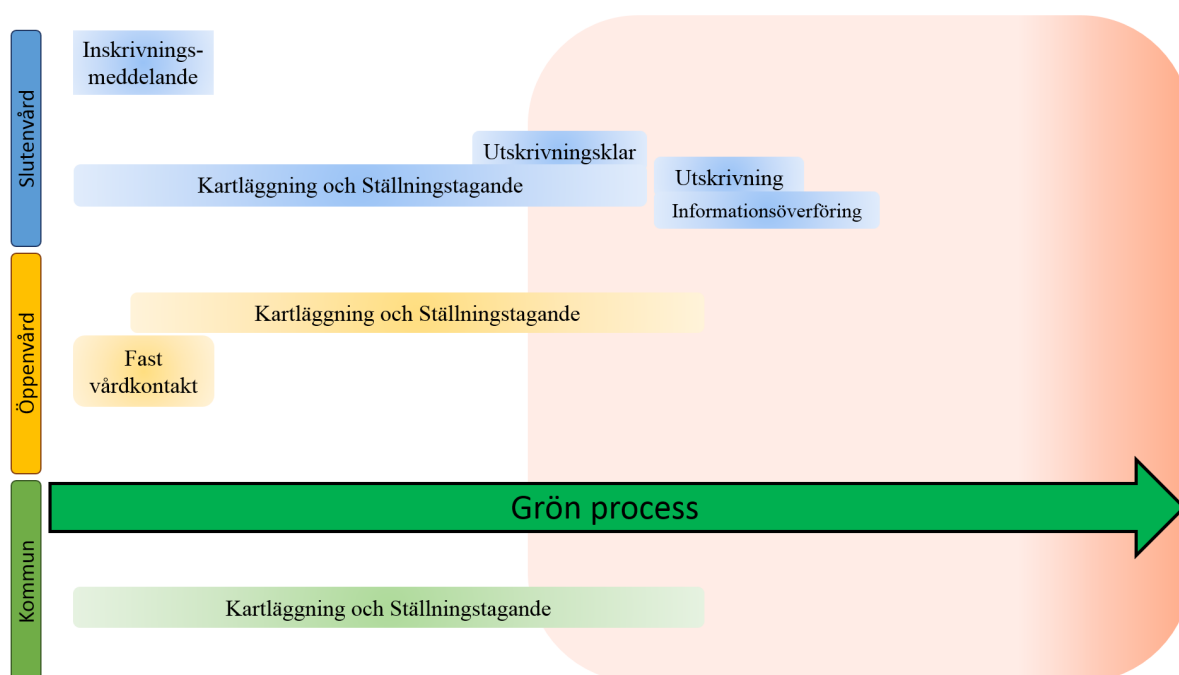 Slutenvård
Inskrivnings-
meddelande
Utskrivningsklar
Kartläggning och Ställningstagande
Utskrivning
Informationsöverföring
Öppenvård
Kartläggning och Ställningstagande
Fast
vårdkontakt
Grön process
Kommun
Kartläggning och Ställningstagande